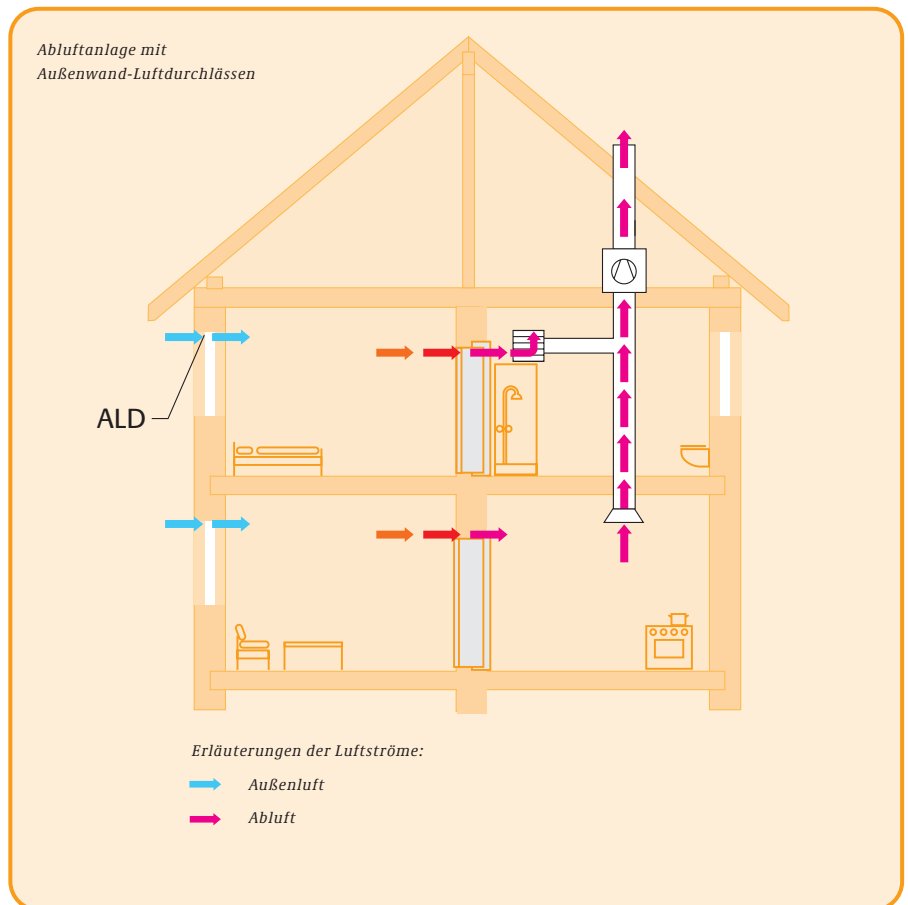 Abluftanlage mit
Außenwand-Luftdurchlässen
ALD
Erläuterungen der Luftströme:
Außenluft
Abluft